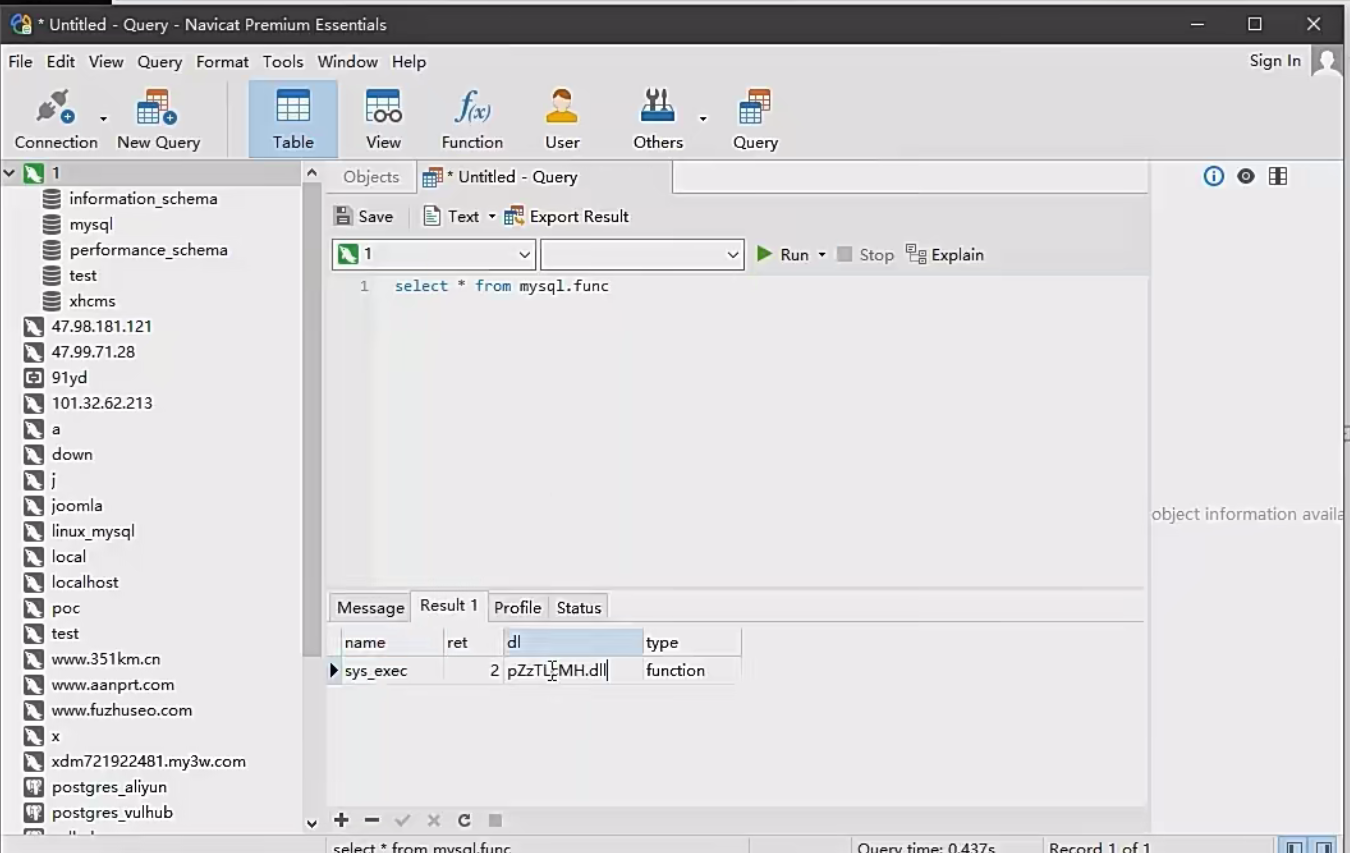 * Untitled - Query - Navicat Premium Essentials
File Edit View Query Format Tools Window Help
Sign In
Connection New Query Table View Function User Others Query
f(x)
1
information_schema
mysql
performance_schema
test
xhcms
47.98.181.121
47.99.71.28
91yd
101.32.62.213
a
down
j
joomla
linux_mysql
local
localhost
poc
test
www.351km.cn
www.aanprt.com
www.fuzhuseo.com
x
xdm721922481.my3w.com
postgres_aliyun
postgres_vulhub
Objects * Untitled - Query
Save Text Export Result
1 Run Stop Explain
1 select * from mysql.func
object information availa
Message Result 1 Profile Status
name ret dl type
sys_exec 2 function
select * from mysql.func Query time: 0.437s Record 1 of 1